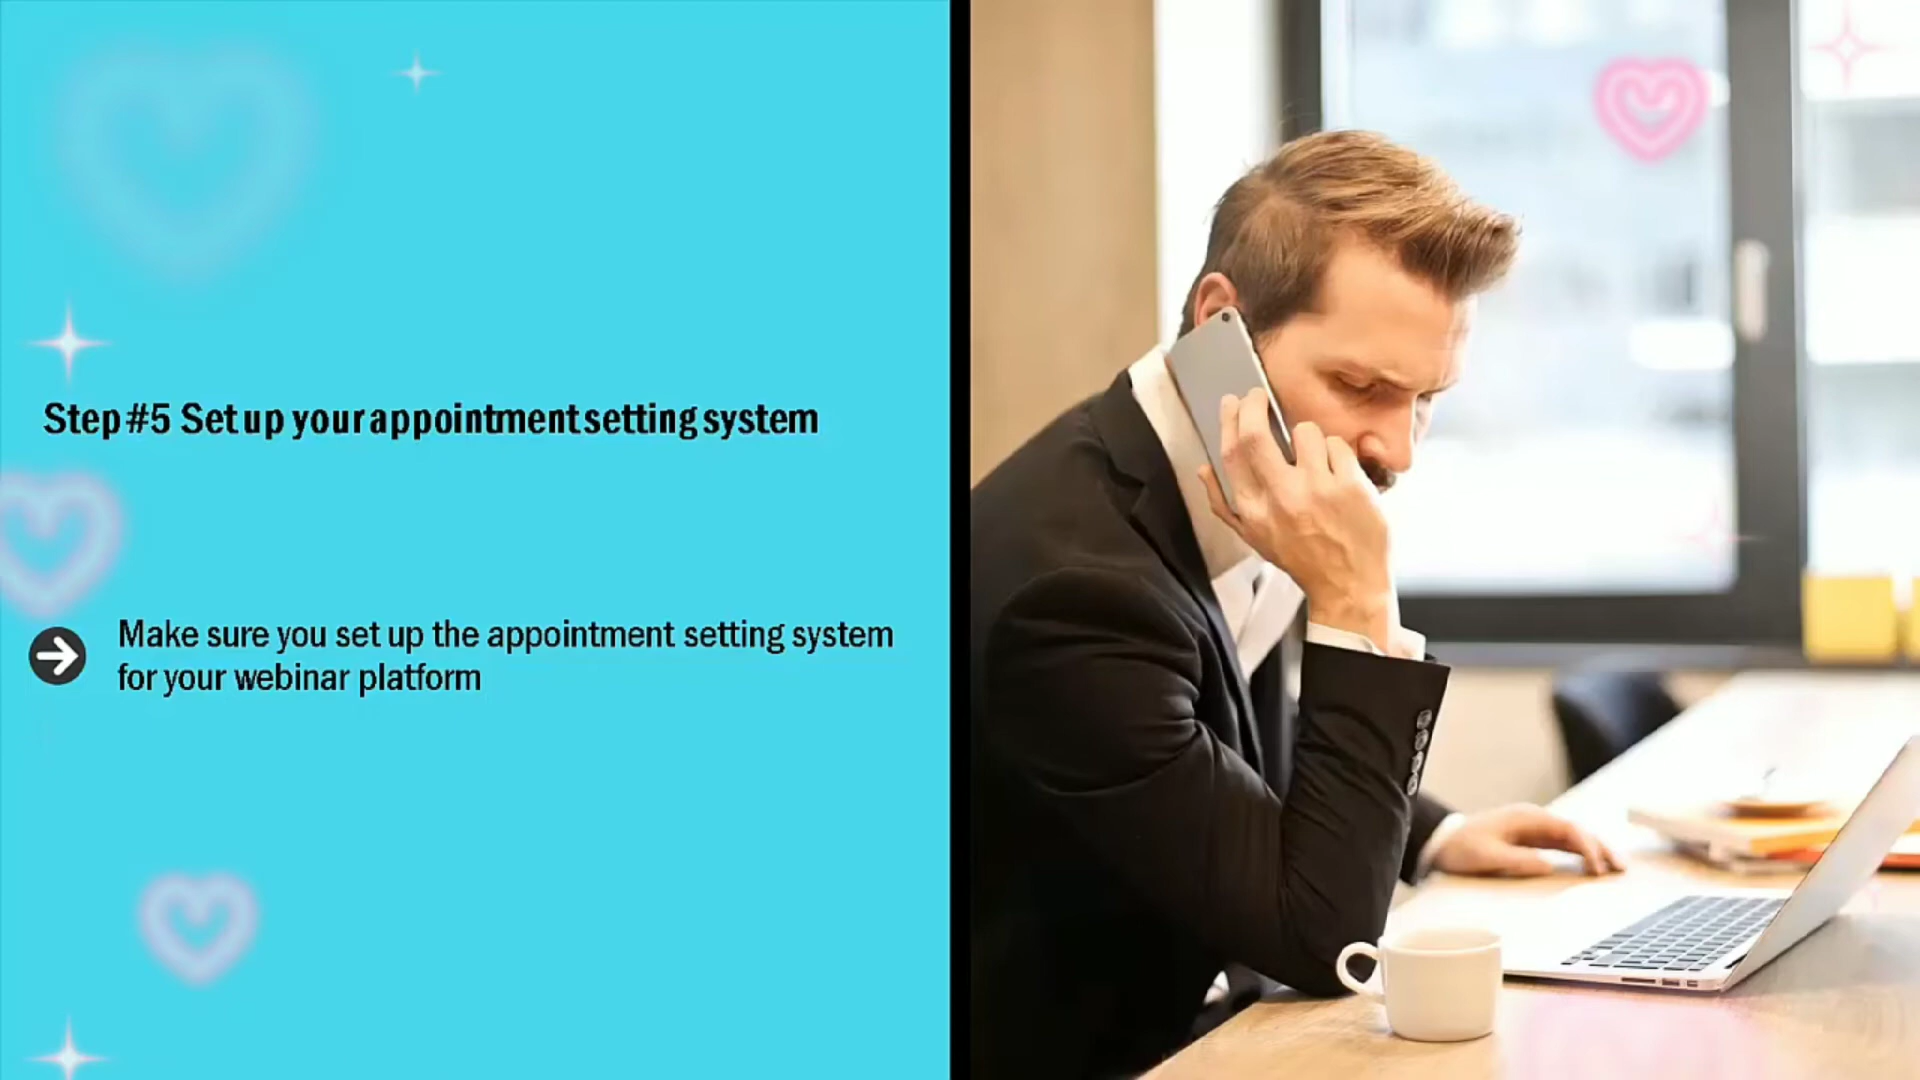 Step #5 Set up your appointment setting system
Make sure you set up the appointment setting system
for your webinar platform